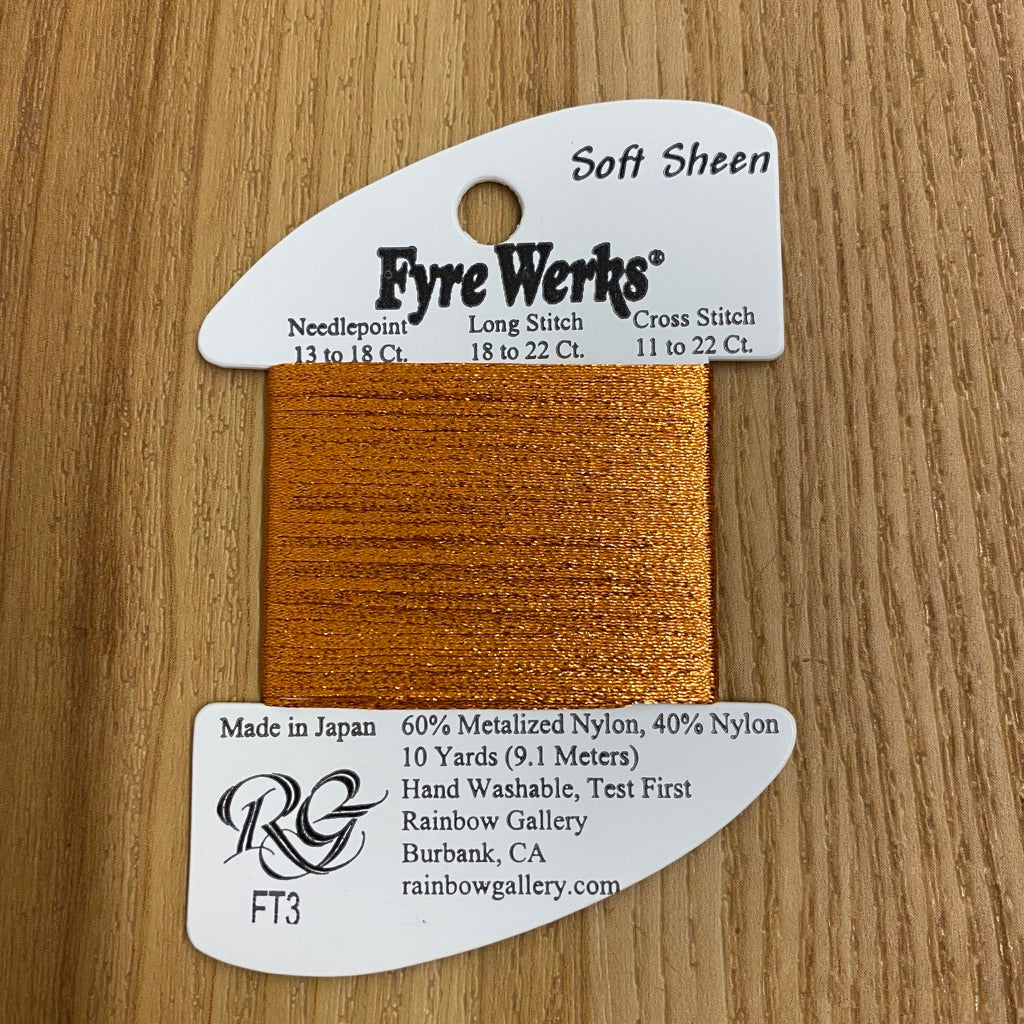 Soft Sheen
Fyre Werks®
Needlepoint Long Stitch Cross Stitch
13 to 18 Ct. 18 to 22 Ct. 11 to 22 Ct.
Made in Japan 60% Metalized Nylon, 40% Nylon
10 Yards (9.1 Meters)
Hand Washable, Test First
Rainbow Gallery
Burbank, CA
rainbowgallery.com
RG
FT3